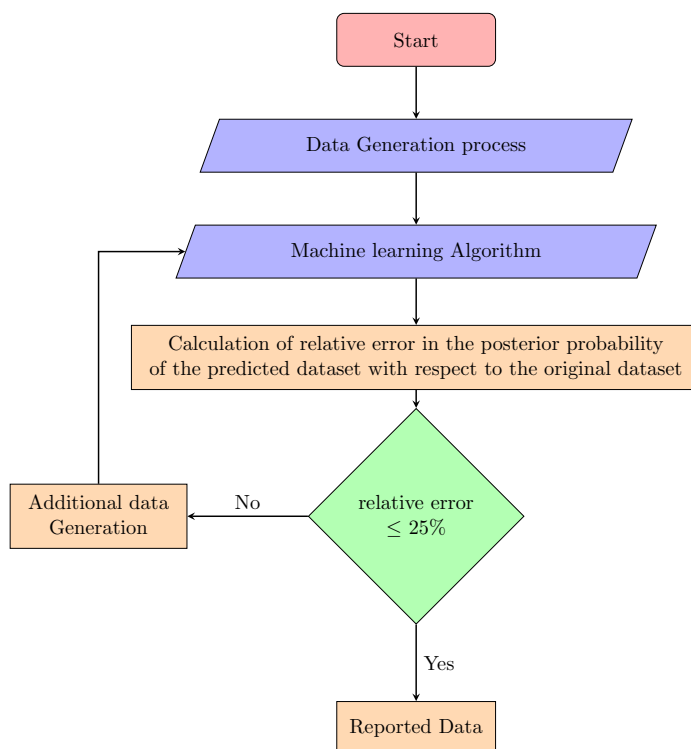 Start
Data Generation process
Machine learning Algorithm
Calculation of relative error in the posterior probability
of the predicted dataset with respect to the original dataset
relative error
≤ 25%
No
Additional data
Generation
Yes
Reported Data